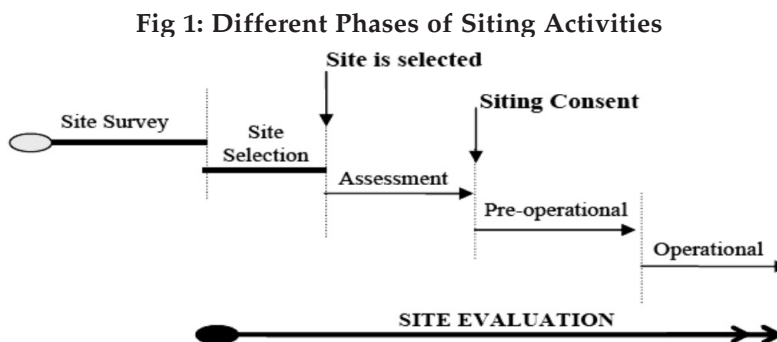 Fig 1: Different Phases of Siting Activities
Site is selected
Siting Consent
Site Survey
Site
Selection
Assessment
Pre-operational
Operational
SITE EVALUATION